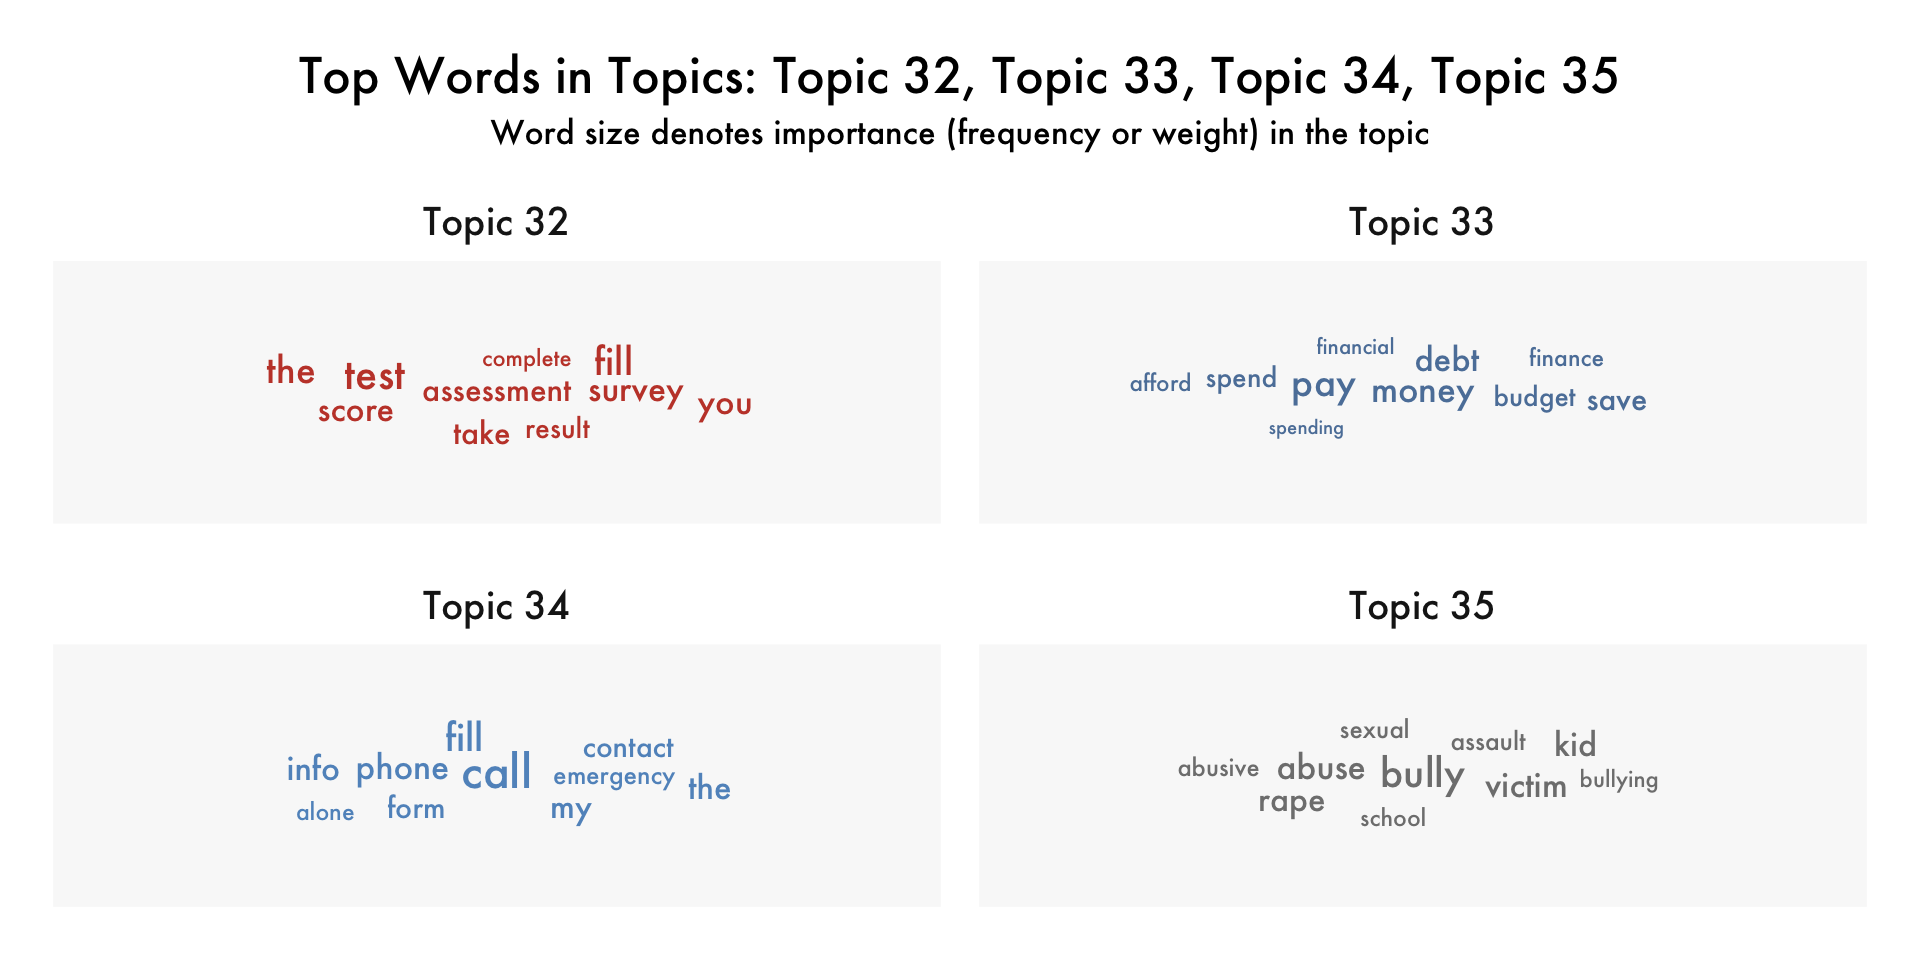 Top Words in Topics: Topic 32, Topic 33, Topic 34, Topic 35
Word size denotes importance (frequency or weight) in the topic
Topic 32
complete fill
the test assessment survey you
score take result
Topic 33
financial debt finance
afford spend pay money budget save
spending
Topic 34
fill contact
info phone call emergency the
alone form my
Topic 35
sexual assault kid
abusive abuse bully victim bullying
rape school